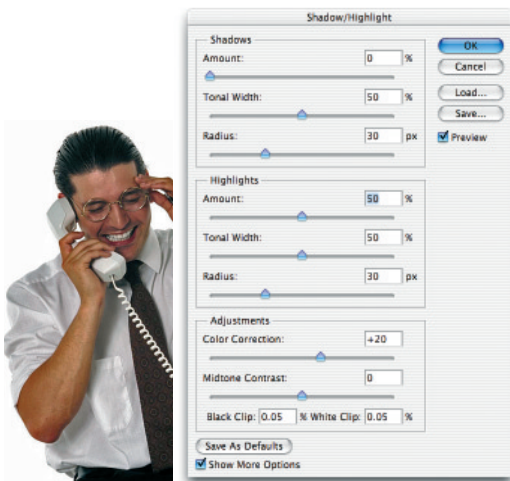 Shadow/Highlight
Shadows
Amount: 0 %
Tonal Width: 50 %
Radius: 30 px
Highlights
Amount: 50 %
Tonal Width: 50 %
Radius: 30 px
Adjustments
Color Correction: +20
Midtone Contrast: 0
Black Clip: 0.05 % White Clip: 0.05 %
Save As Defaults
Show More Options
OK
Cancel
Load...
Save...
Preview